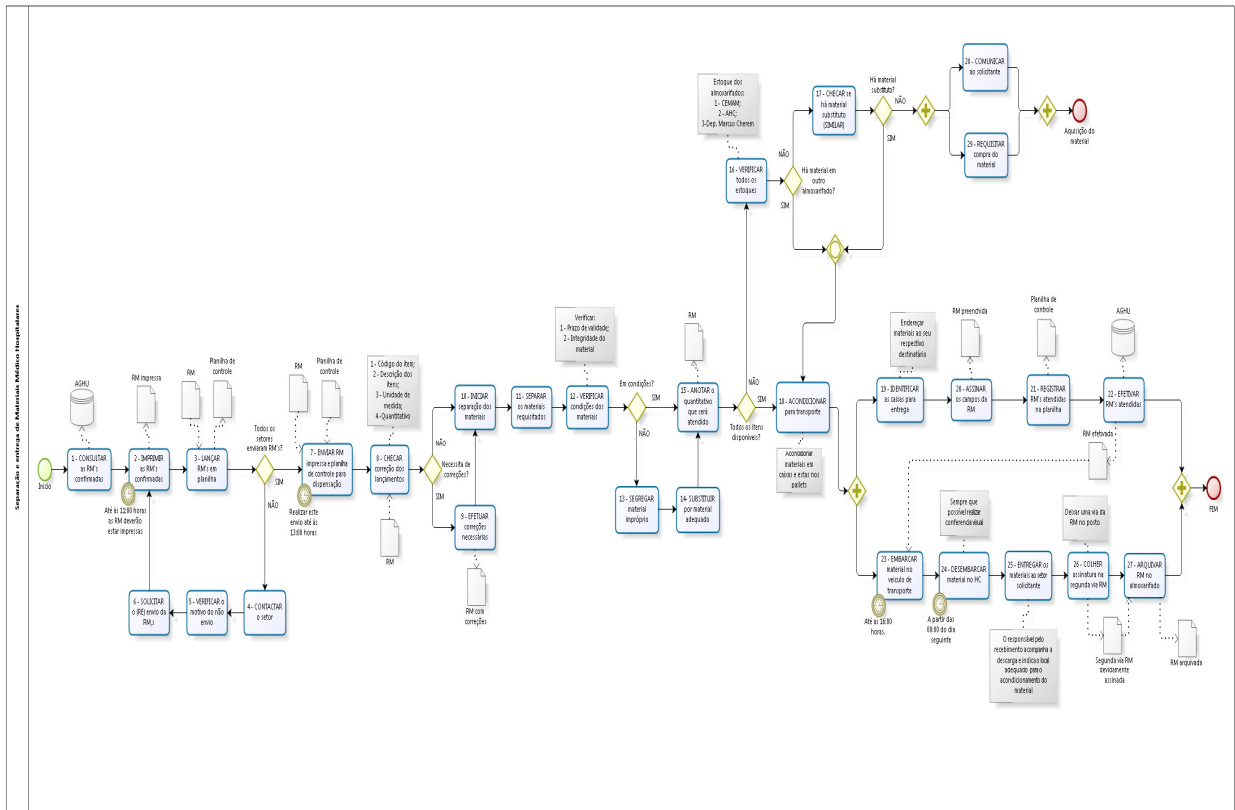 Separação e entrega de Materiais Médico Hospitalares
Início
AGHU
1 - CONSULTAR
as RM's
confirmadas
RM impressa
2 - IMPRIMIR
as RM's
confirmadas
Até às 12:00 horas
as RM deverão
estar impressas
RM
Planilha de
controle
3 - LANÇAR
RM's em
planilha
Todos os
setores
enviaram RM's?
SIM
NÃO
4 - CONTACTAR
o setor
5 - VERIFICAR o
motivo do não
envio
6 - SOLICITAR
o (RE) envio da
RM,s
RM
Planilha de
controle
7 - ENVIAR RM
impressa e planilha
de controle para
dispensação
Realizar este
envio até às
13:00 horas
1 - Código do item;
2 - Descrição dos
itens;
3 - Unidade de
medida;
4 -Quantitativo
8 - CHECAR
correção dos
lançamentos
RM
Necessita de
correções?
NÃO
SIM
9 - EFETUAR
correções
necessárias
RM com
correções
10 - INICIAR
separação dos
materiais
11 - SEPARAR
os materiais
requisitados
Verificar:
1 - Prazo de validade;
2 - Integridade do
material
12 - VERIFICAR
condições dos
materiais
Em condições?
SIM
NÃO
13 - SEGREGAR
material
impróprio
14- SUBSTITUIR
por material
adequado
RM
15 - ANOTAR o
quantitativo
que será
atendido
Todos os itens
disponíveis?
NÃO
SIM
Estoque dos
almoxarifados:
1 - CEMAM;
2 - AHC;
3-Dep. Marcus Cherem
16 - VERIFICAR
todos os
estoques
Há material em
outro
almoxarifado?
NÃO
SIM
17 - CHECAR se
há material
substituto
(SIMILAR)
Há material
substituto?
NÃO
SIM
28 - COMUNICAR
ao solicitante
29 - REQUISITAR
compra do
material
Aquisição do
material
18 - ACONDICIONAR
para transporte
Acondicionar
materiais em
caixas e estas nos
pallets
Endereçar
materiais ao seu
respectivo
destinatário
19 - IDENTIFICAR
as caixas para
entrega
RM preenchida
20 - ASSINAR
os campos da
RM
Planilha de
controle
21 - REGISTRAR
RM's atendidas
na planilha
AGHU
22 - EFETIVAR
RM's atendidas
RM efetivada
23 - EMBARCAR
material no
veículo de
transporte
Até às 16:00
horas.
Sempre que
possível realizar
conferencia visual
24 - DESEMBARCAR
material no HC
A partir das
08:00 do dia
seguinte
25 - ENTREGAR os
materiais ao setor
solicitante
O responsável pelo
recebimento acompanha a
descarga e indica o local
adequado para o
acondicionamento do
material
Deixar uma via da
RM no posto
26 - COLHER
assinatura na
segunda via RM
Segunda via RM
devidamente
assinada
27 - ARQUIVAR
RM no
almoxarifado
RM arquivada
FIM